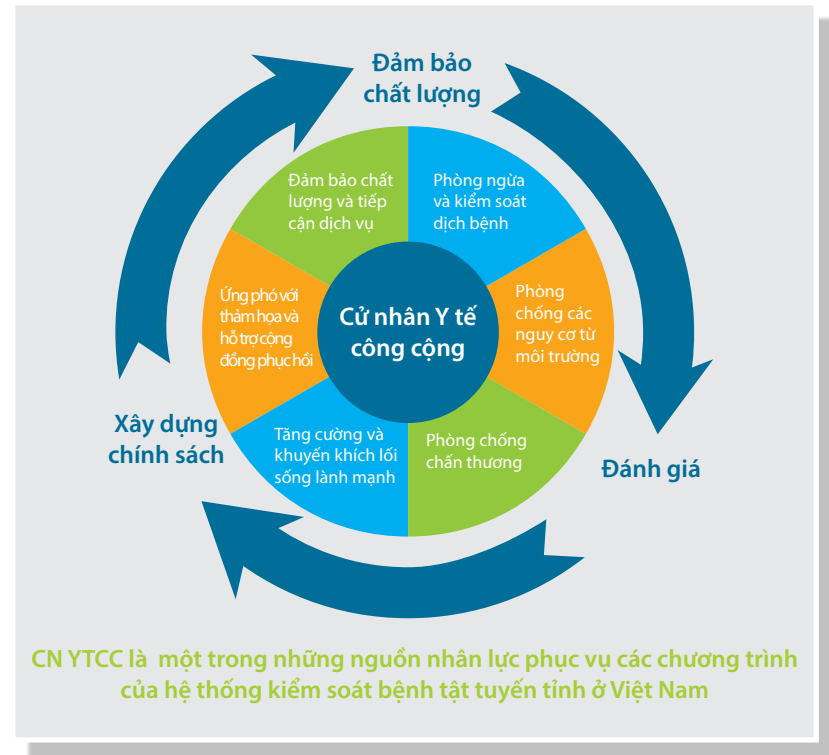 Đảm bảo
chất lượng
Đảm bảo chất
lượng và tiếp
cận dịch vụ
Phòng ngừa
và kiểm soát
dịch bệnh
Ứng phó với
thảm họa và
hỗ trợ cộng
đồng phục hồi
Cử nhân Y tế
công cộng
Phòng
chống các
nguy cơ từ
môi trường
Tăng cường và
khuyến khích lối
sống lành mạnh
Phòng chống
chấn thương
Xây dựng
chính sách
Đánh giá
CN YTCC là một trong những nguồn nhân lực phục vụ các chương trình
của hệ thống kiểm soát bệnh tật tuyến tỉnh ở Việt Nam